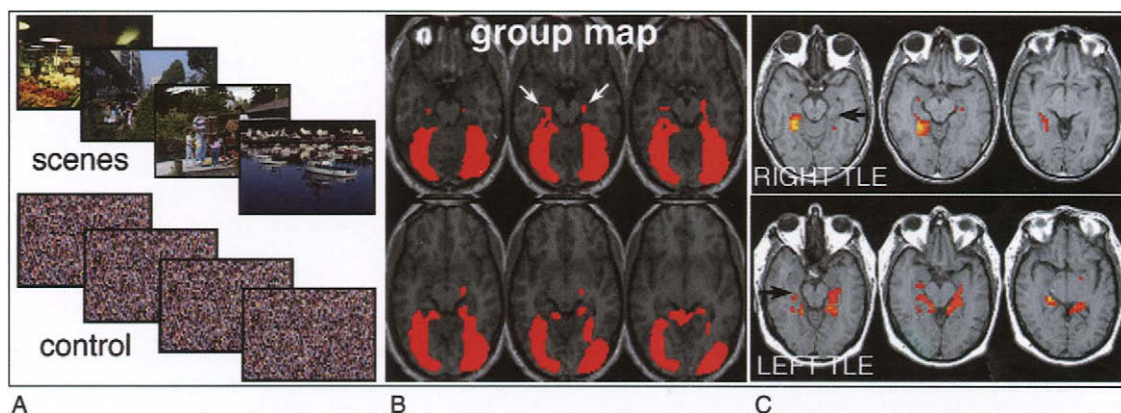 scenes
control
group map
RIGHT TLE
LEFT TLE
A
B
C